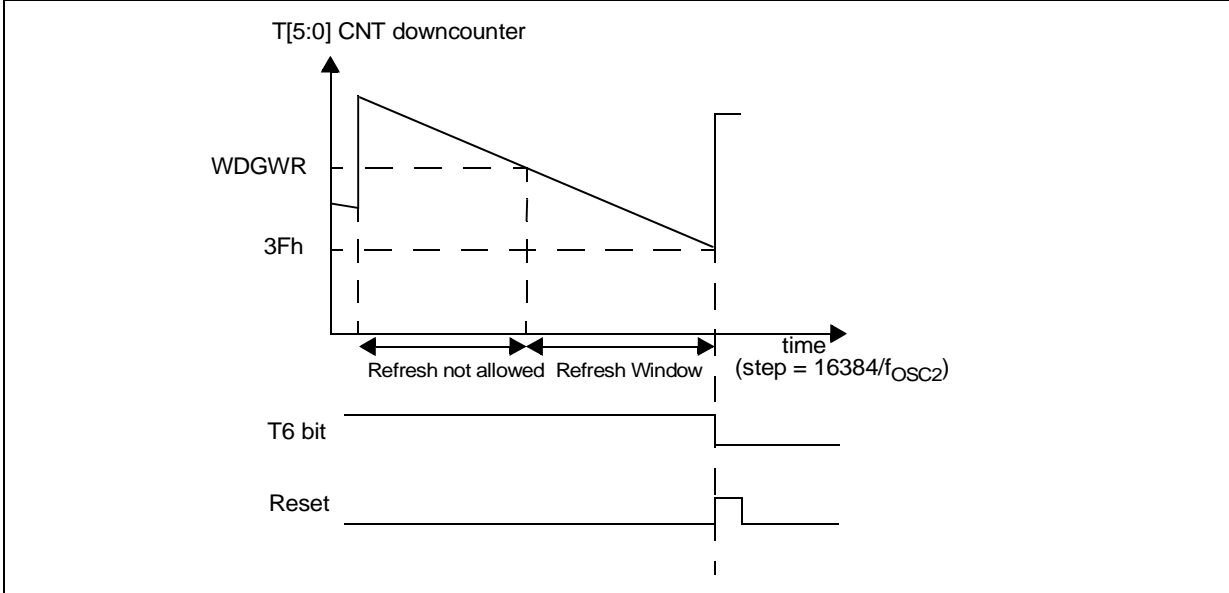 T[5:0] CNT downcounter
WDGWR
3Fh
time
Refresh not allowed Refresh Window (step = 16384/fOSC2)
T6 bit
Reset